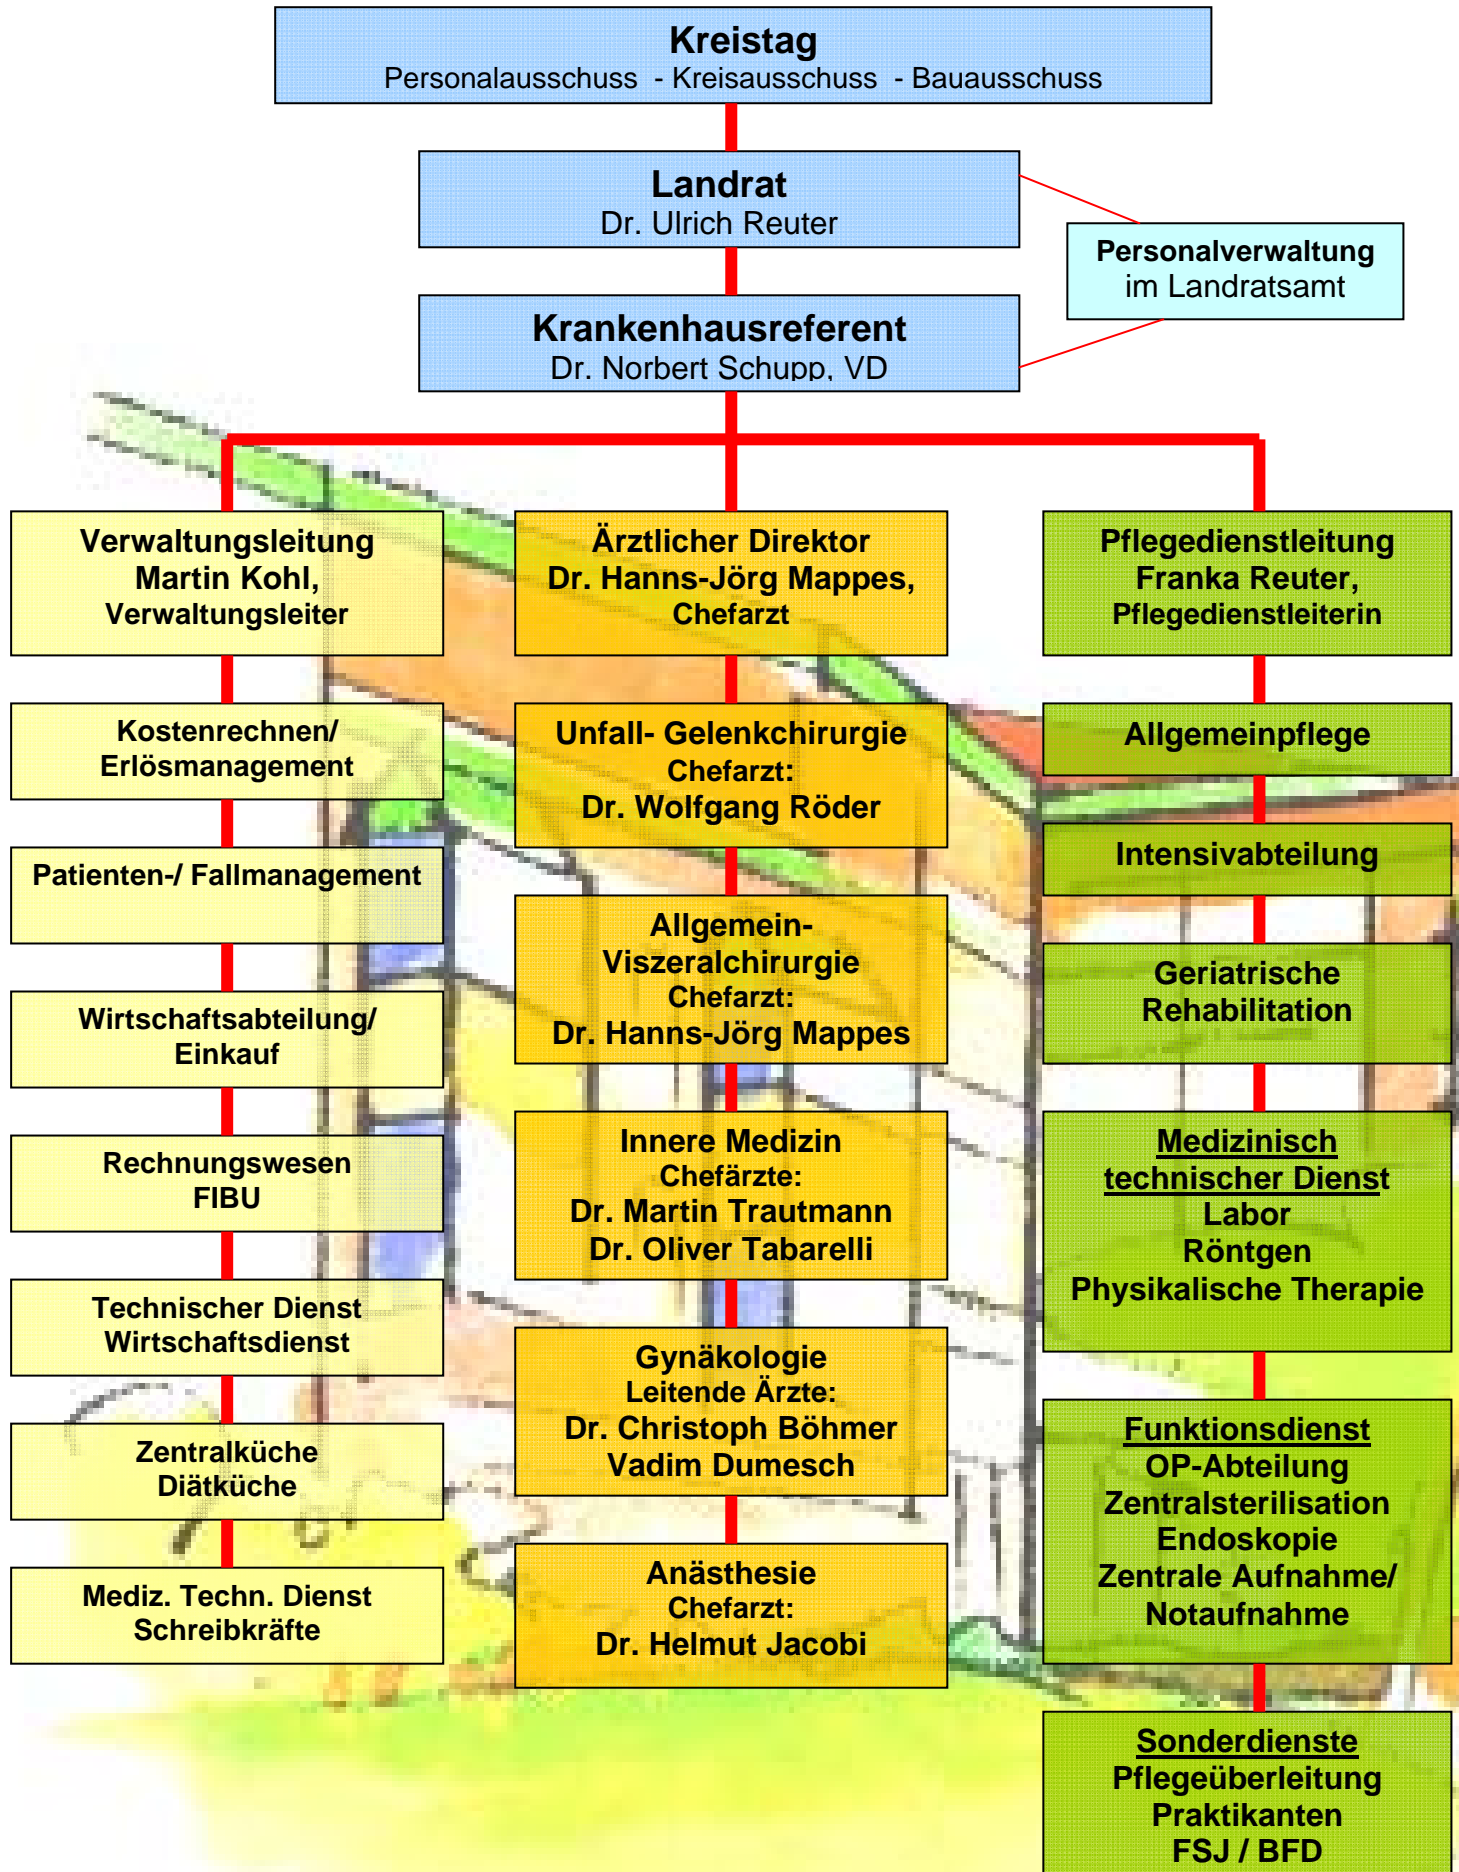 Kreistag
Personalausschuss - Kreisausschuss - Bauausschuss
Landrat
Dr. Ulrich Reuter
Personalverwaltung
im Landratsamt
Krankenhausreferent
Dr. Norbert Schupp, VD
Verwaltungsleitung
Martin Kohl,
Verwaltungsleiter
Kostenrechnen/
Erlösmanagement
Patienten-/ Fallmanagement
Wirtschaftsabteilung/
Einkauf
Rechnungswesen
FIBU
Technischer Dienst
Wirtschaftsdienst
Zentralküche
Diätküche
Mediz. Techn. Dienst
Schreibkräfte
Ärztlicher Direktor
Dr. Hanns-Jörg Mappes,
Chefarzt
Unfall- Gelenkchirurgie
Chefarzt:
Dr. Wolfgang Röder
Allgemein-
Viszeralchirurgie
Chefarzt:
Dr. Hanns-Jörg Mappes
Innere Medizin
Chefärzte:
Dr. Martin Trautmann
Dr. Oliver Tabarelli
Gynäkologie
Leitende Ärzte:
Dr. Christoph Böhmer
Vadim Dumesch
Anästhesie
Chefarzt:
Dr. Helmut Jacobi
Pflegedienstleitung
Franka Reuter,
Pflegedienstleiterin
Allgemeinpflege
Intensivabteilung
Geriatrische
Rehabilitation
Medizinisch
technischer Dienst
Labor
Röntgen
Physikalische Therapie
Funktionsdienst
OP-Abteilung
Zentralsterilisation
Endoskopie
Zentrale Aufnahme/
Notaufnahme
Sonderdienste
Pflegeüberleitung
Praktikanten
FSJ / BFD